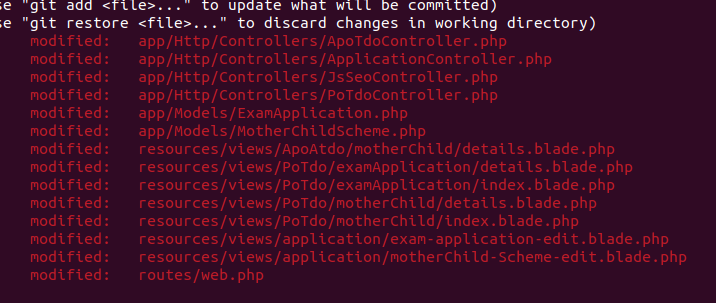 se "git add <file>..." to update what will be committed)
se "git restore <file>..." to discard changes in working directory)
modified:   app/Http/Controllers/ApoTdoController.php
modified:   app/Http/Controllers/ApplicationController.php
modified:   app/Http/Controllers/JsSeoController.php
modified:   app/Http/Controllers/PoTdoController.php
modified:   app/Models/ExamApplication.php
modified:   app/Models/MotherChildScheme.php
modified:   resources/views/ApoAtdo/motherChild/details.blade.php
modified:   resources/views/PoTdo/examApplication/details.blade.php
modified:   resources/views/PoTdo/examApplication/index.blade.php
modified:   resources/views/PoTdo/motherChild/details.blade.php
modified:   resources/views/PoTdo/motherChild/index.blade.php
modified:   resources/views/application/exam-application-edit.blade.php
modified:   resources/views/application/motherChild-Scheme-edit.blade.php
modified:   routes/web.php